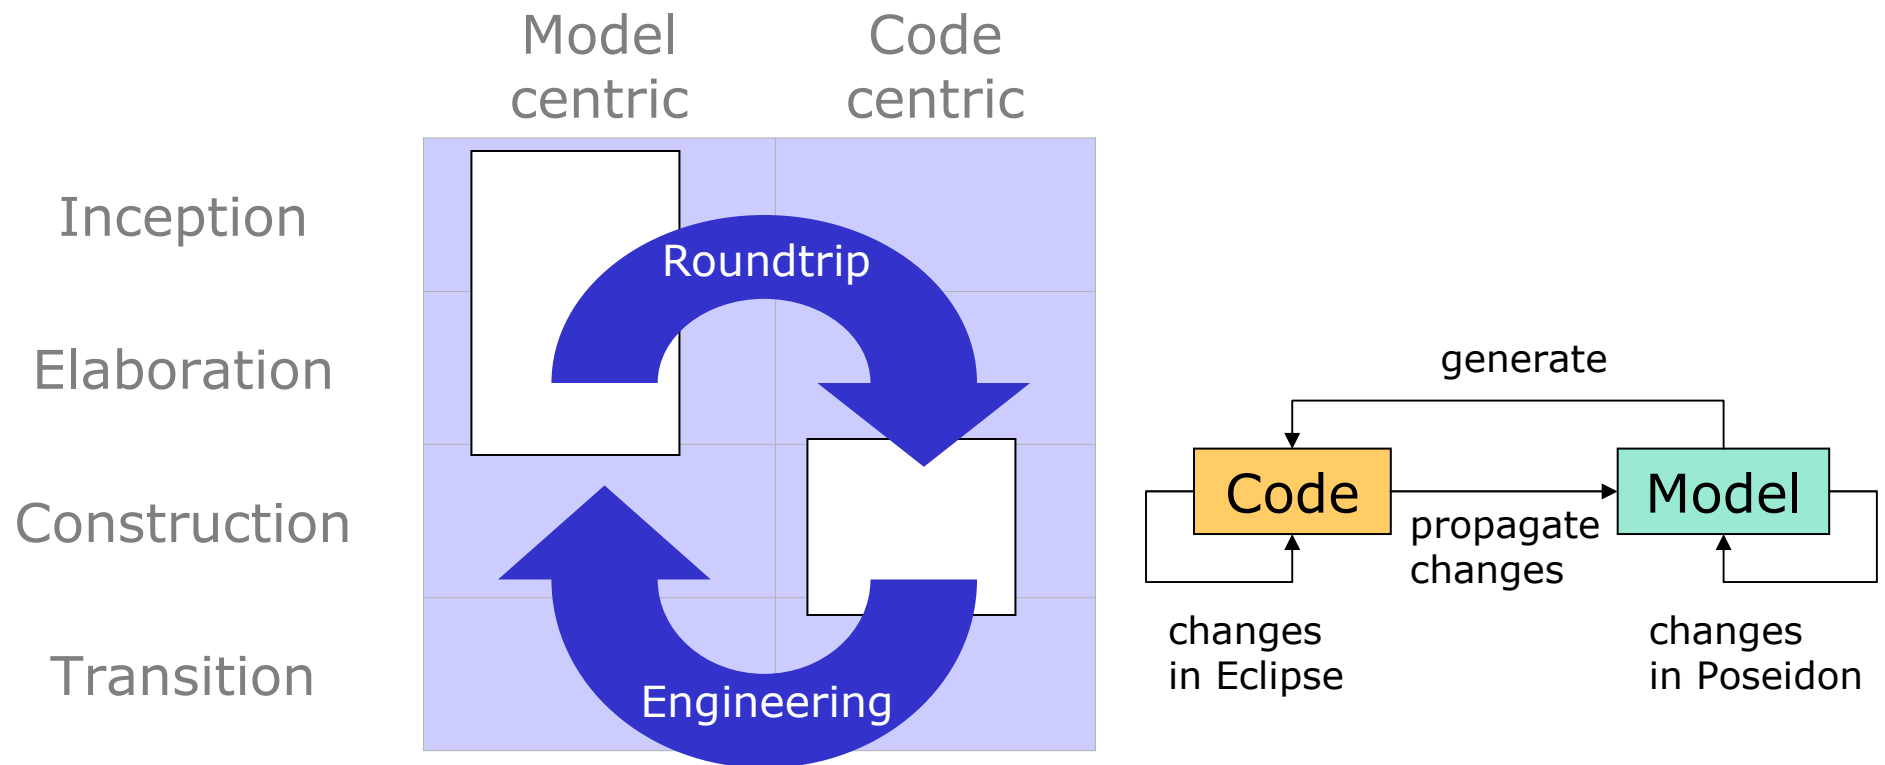 Model
centric
Code
centric
Inception
Roundtrip
Elaboration
Construction
Transition
Engineering
generate
Code
Model
propagate
changes
changes
in Eclipse
changes
in Poseidon